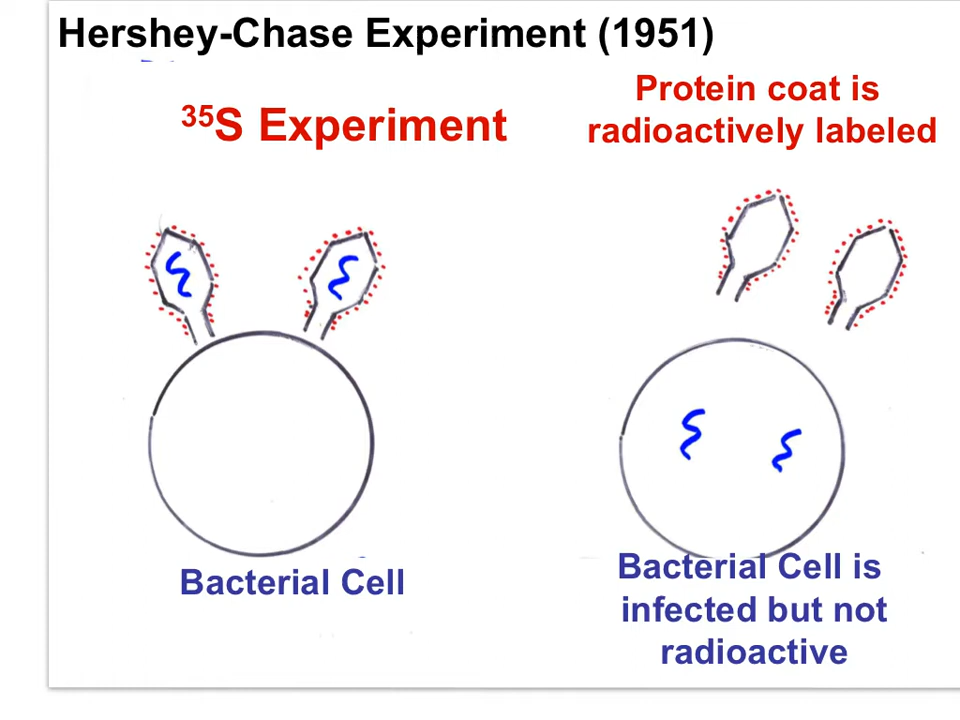 Hershey-Chase Experiment (1951)
³⁵S Experiment
Protein coat is
radioactively labeled
Bacterial Cell
Bacterial Cell is
infected but not
radioactive